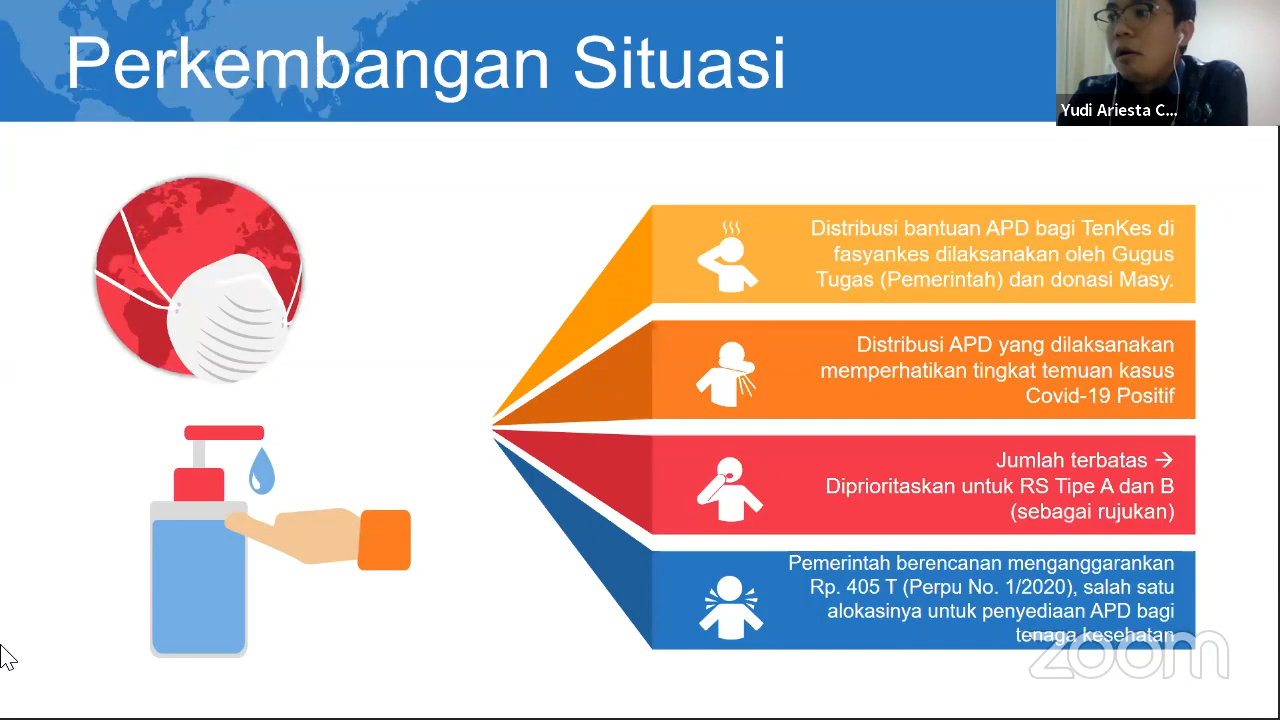 Perkembangan Situasi
Yudi Ariesta C...
Distribusi bantuan APD bagi TenKes di
fasyankes dilaksanakan oleh Gugus
Tugas (Pemerintah) dan donasi Masy.
Distribusi APD yang dilaksanakan
memperhatikan tingkat temuan kasus
Covid-19 Positif
Jumlah terbatas →
Diprioritaskan untuk RS Tipe A dan B
(sebagai rujukan)
Pemerintah berencanan menganggarankan
Rp. 405 T (Perpu No. 1/2020), salah satu
alokasinya untuk penyediaan APD bagi
tenaga kesehatan
zoom